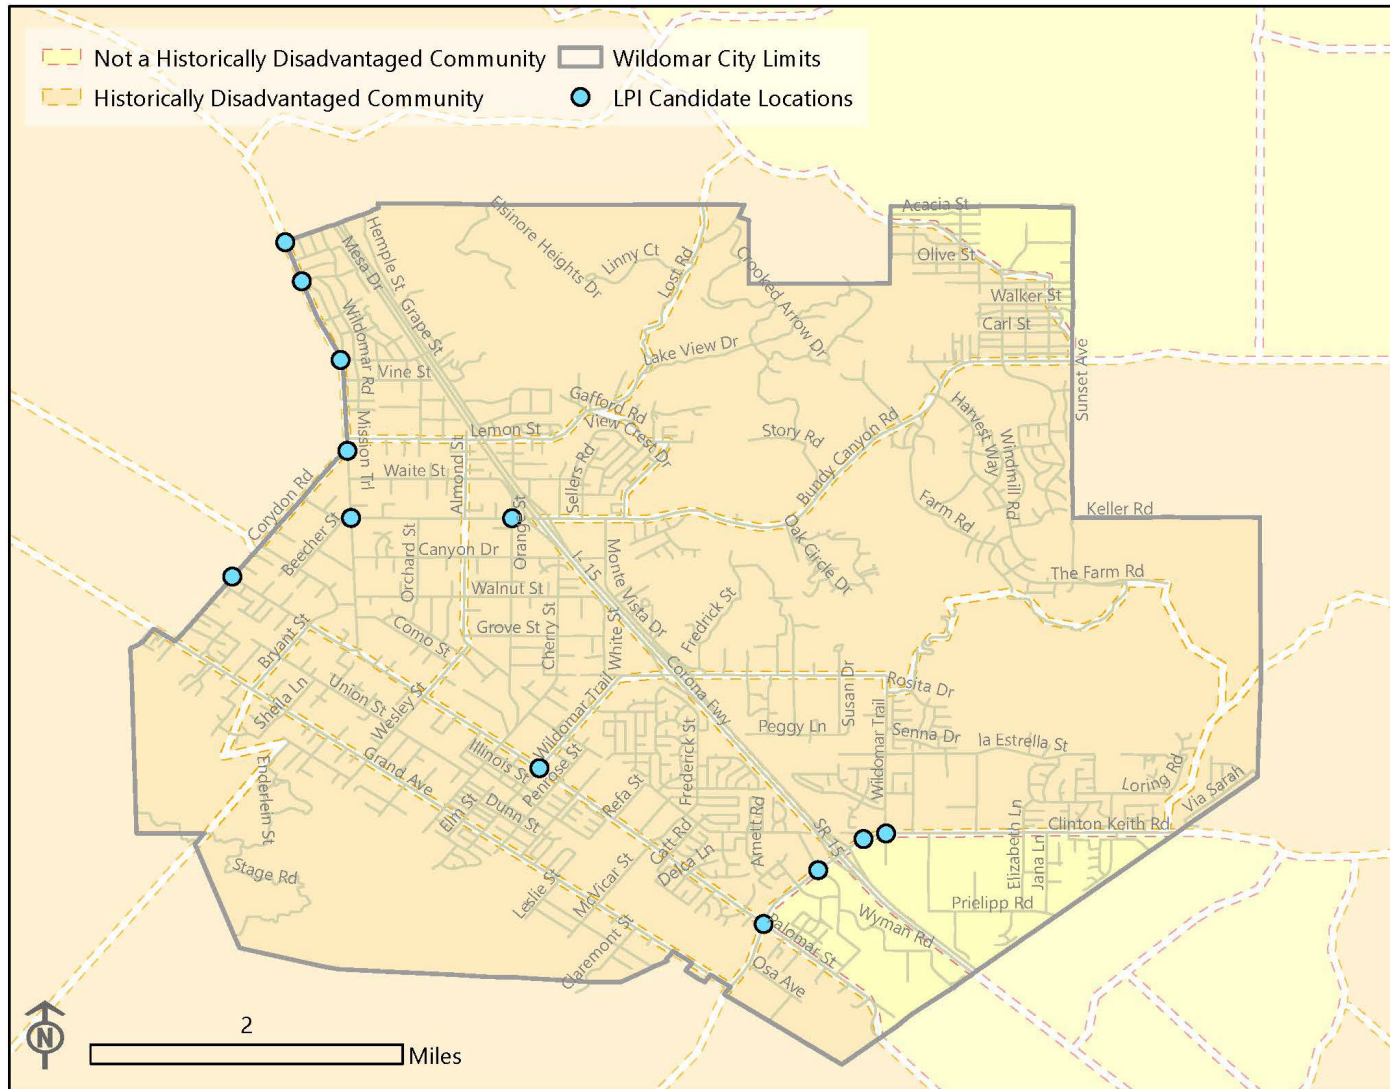 Not a Historically Disadvantaged Community
Wildomar City Limits
Historically Disadvantaged Community
LPI Candidate Locations
Acacia St
Elsinore Heights Dr
Hemple St
Mesa Dr
Linny Ct
Olive St
Lost Rd
Crooked Arrow Dr
Walker St
Grape St
Carl St
Wildomar Rd
Lake View Dr
Sunset Ave
Vine St
Gafford Rd
Harvest Way
View Crest Dr
Lemon St
Story Rd
Bundy Canyon Rd
Mission Trl
Almond St
Windmill Rd
Waite St
Sellers Rd
Corydon Rd
Keller Rd
Orange St
Farm Rd
Beecher St
Oak Circle Dr
Canyon Dr
I- 15
Orchard St
Monte Vista Dr
The Farm Rd
Walnut St
Fredrick St
Bryant St
Como St
Grove St
Cherry St
White St
Corona Fwy
Rosita Dr
Sheila Ln
Union St
Wesley St
Wildomar Trail
Susan Dr
Peggy Ln
Wildomar Trail
Senna Dr
la Estrella St
Illinois St
Penrose St
Frederick St
Grand Ave
Enderlein St
Loring Rd
Via Sarah
Refa St
Dunn St
Elm St
Arnett Rd
SR-15
Elizabeth Ln
Clinton Keith Rd
Catt Rd
Jana Ln
Delca Ln
Stage Rd
McVicar St
Leslie St
Prielipp Rd
Wyman Rd
Palomar St
Claremont St
Osa Ave
N
2
Miles